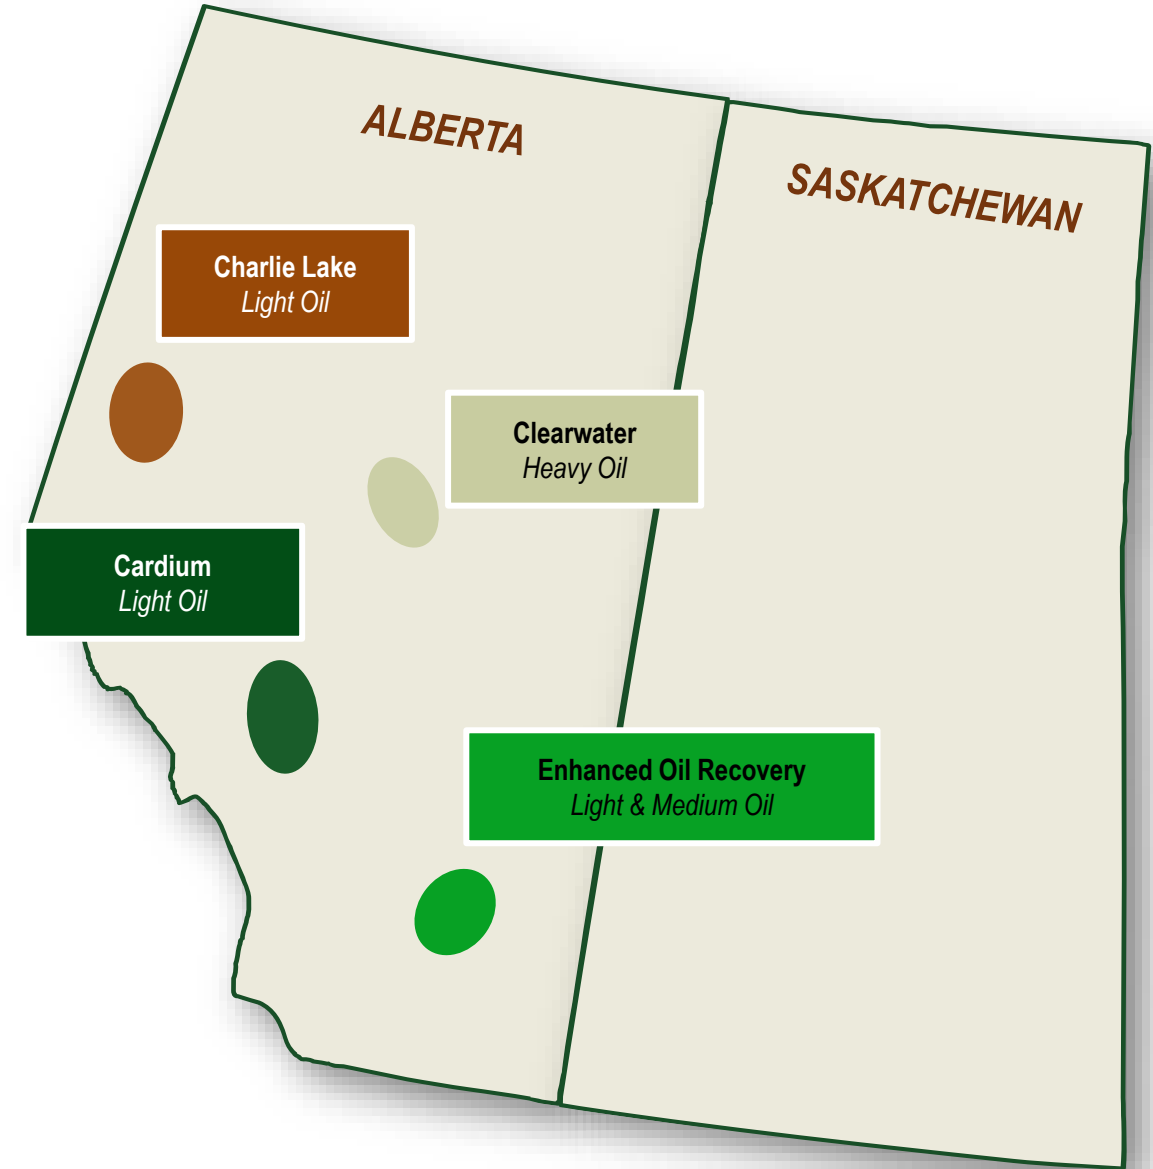 ALBERTA
SASKATCHEWAN
Charlie Lake
Light Oil
Clearwater
Heavy Oil
Cardium
Light Oil
Enhanced Oil Recovery
Light & Medium Oil